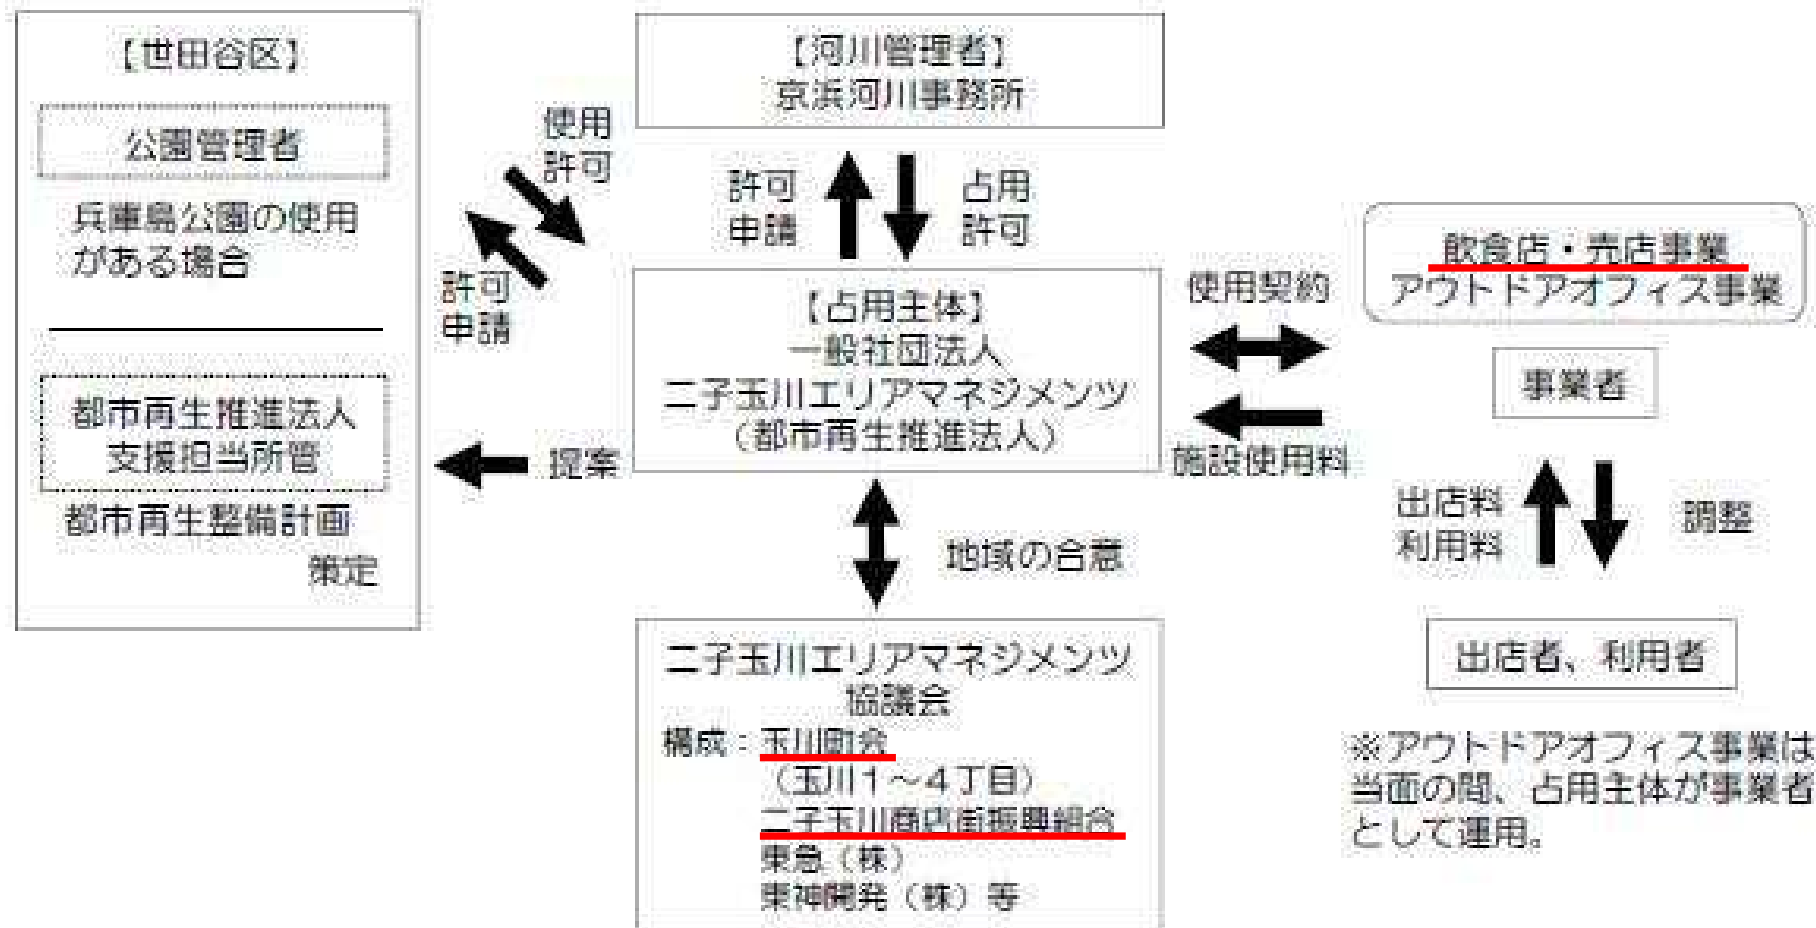 【世田谷区】
公園管理者
兵庫島公園の使用
がある場合
都市再生推進法人
支援担当所管
都市再生整備計画
策定
使用
許可
許可
申請
提案
【河川管理者】
京浜河川事務所
許可
申請
占用
許可
【占用主体】
一般社団法人
二子玉川エリアマネジメンツ
（都市再生推進法人）
地域の合意
二子玉川エリアマネジメンツ
協議会
構成：玉川町会
（玉川1～4丁目）
二子玉川商店街振興組合
東急（株）
東神開発（株）等
使用契約
施設使用料
飲食店・売店事業
アウトドアオフィス事業
事業者
出店料
利用料
調整
出店者、利用者
※アウトドアオフィス事業は
当面の間、占用主体が事業者
として運用。